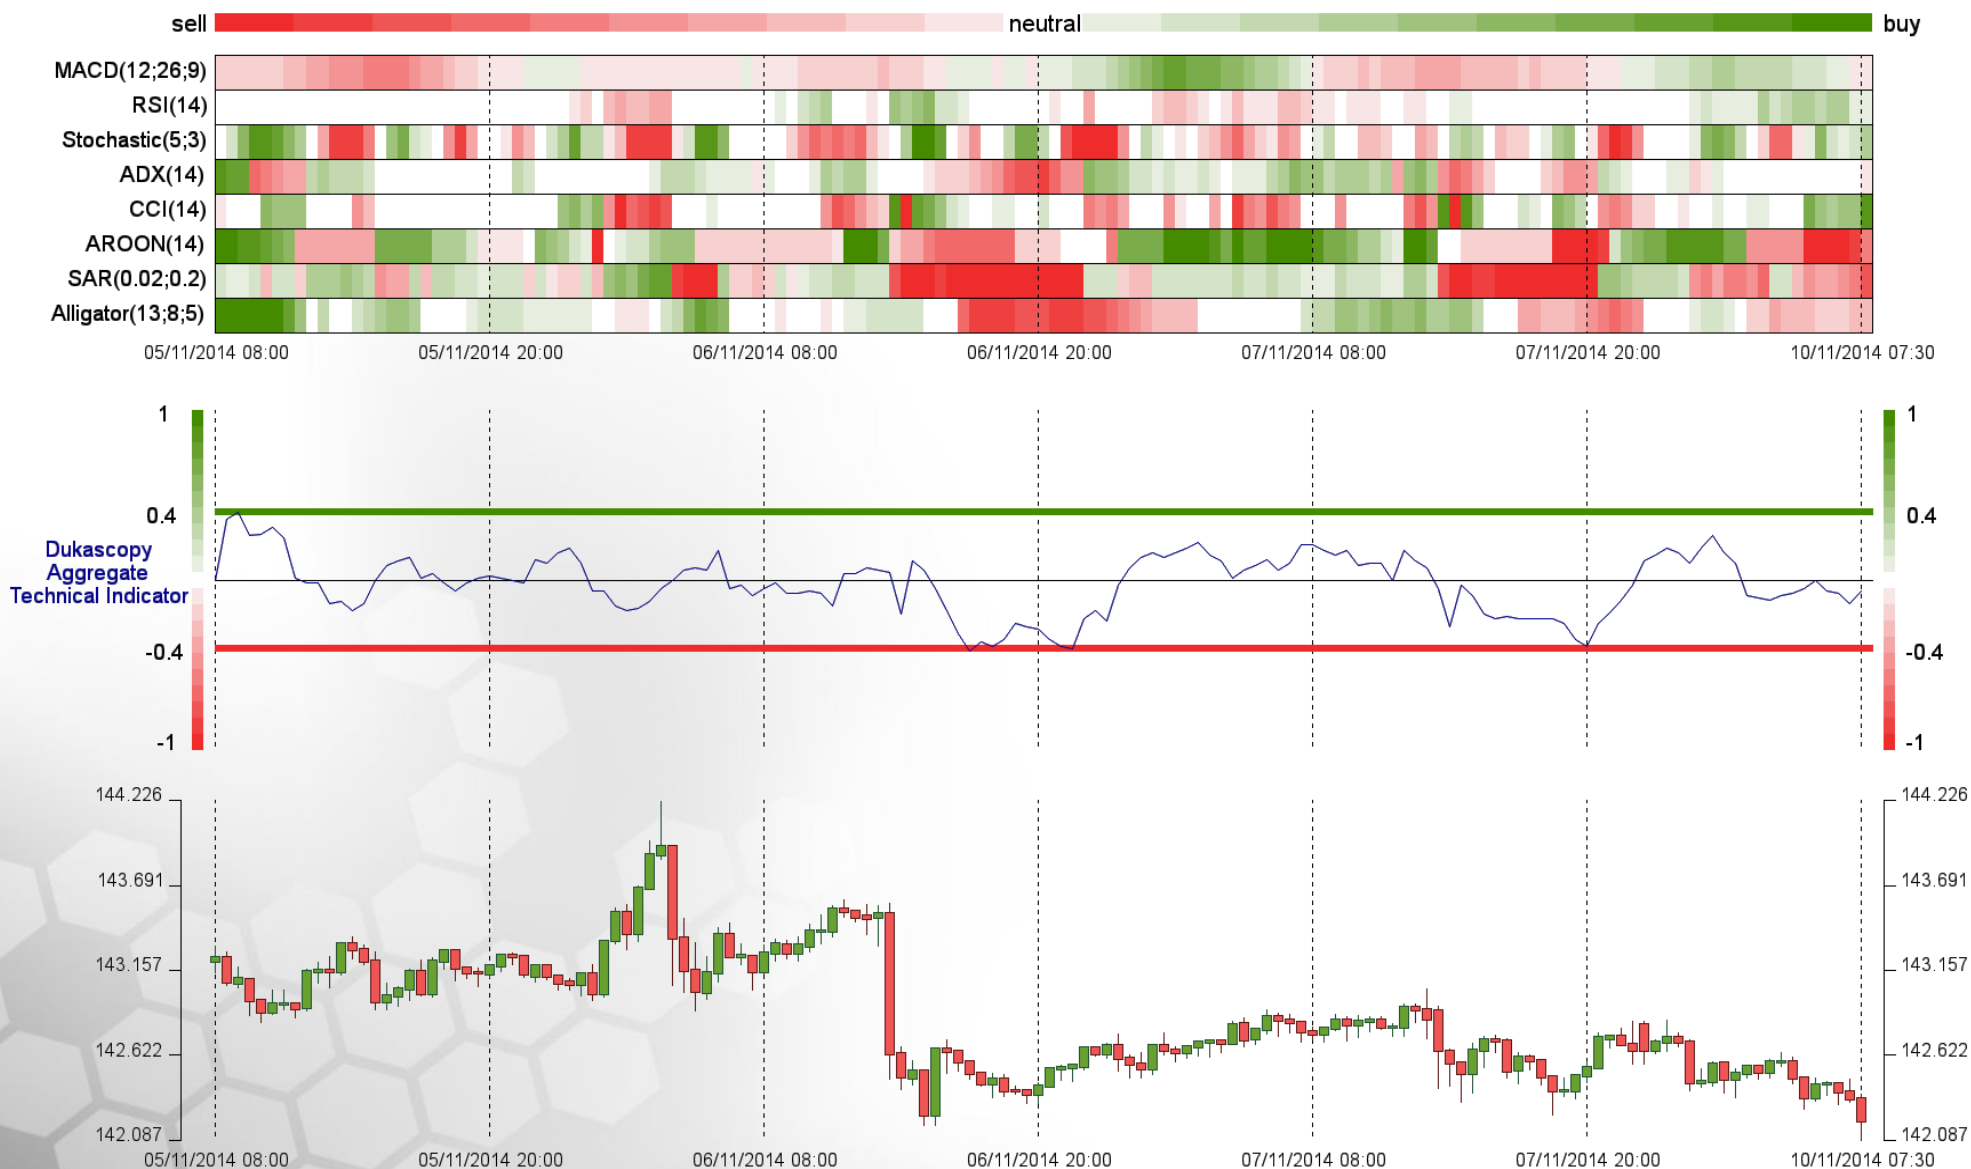 sell neutral buy
MACD(12;26;9)
RSI(14)
Stochastic(5;3)
ADX(14)
CCI(14)
AROON(14)
SAR(0.02;0.2)
Alligator(13;8;5)
05/11/2014 08:00 05/11/2014 20:00 06/11/2014 08:00 06/11/2014 20:00 07/11/2014 08:00 07/11/2014 20:00 10/11/2014 07:30
1 1
0.4 0.4
Dukascopy
Aggregate
Technical Indicator
-0.4 -0.4
-1 -1
144.226 144.226
143.691 143.691
143.157 143.157
142.622 142.622
142.087 142.087
05/11/2014 08:00 05/11/2014 20:00 06/11/2014 08:00 06/11/2014 20:00 07/11/2014 08:00 07/11/2014 20:00 10/11/2014 07:30